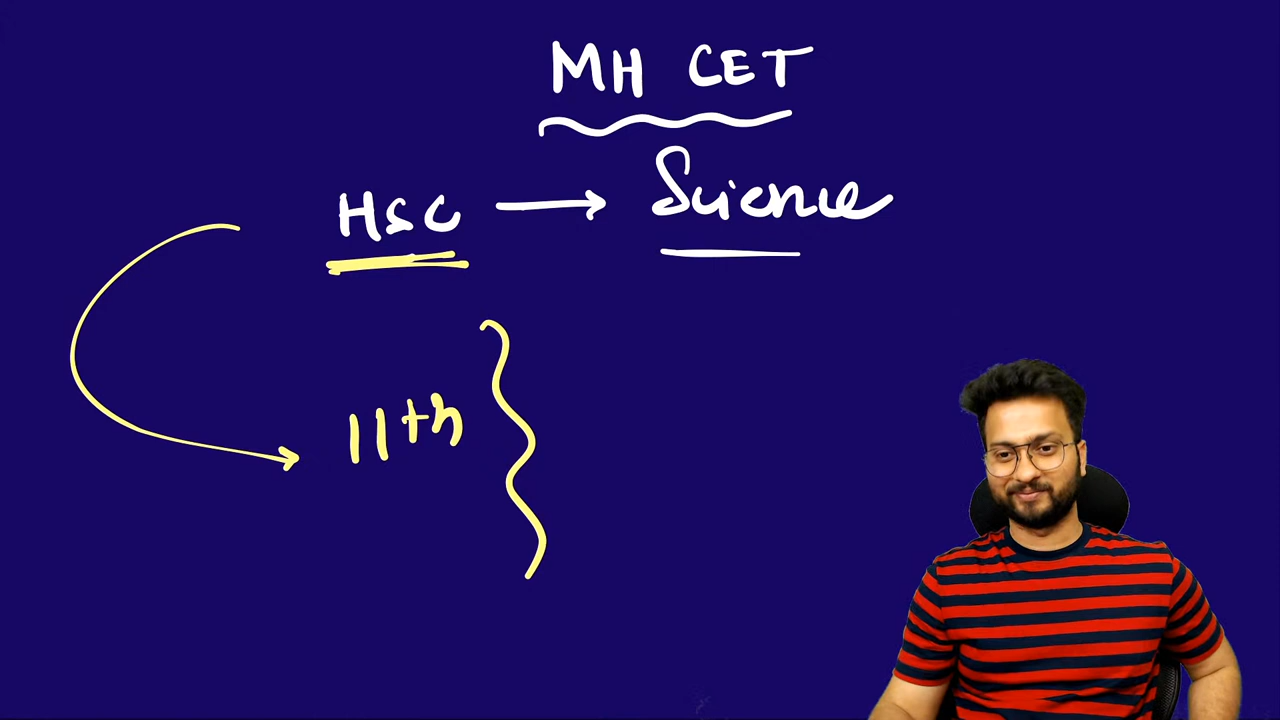 MH CET
HSC → Science
11th